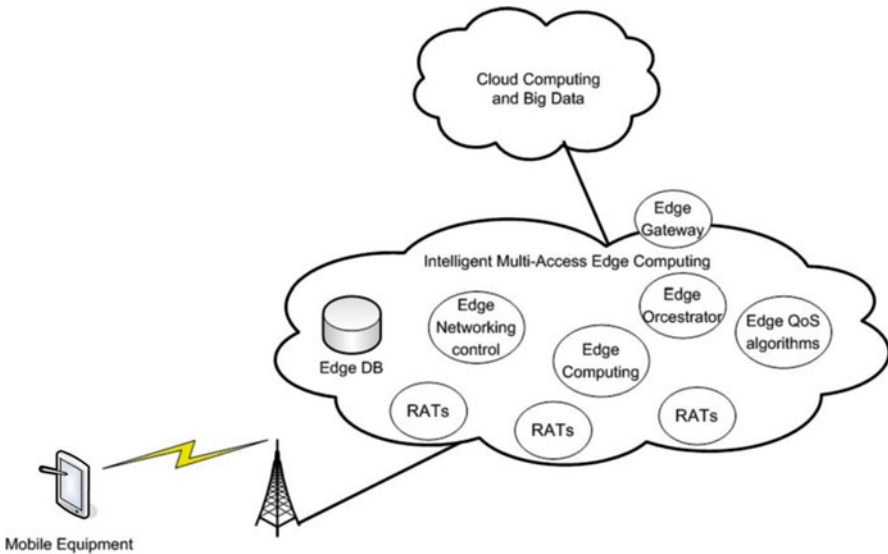 Cloud Computing
and Big Data
Edge
Gateway
Intelligent Multi-Access Edge Computing
Edge
Networking
control
Edge
Orcestrator
Edge QoS
algorithms
Edge
Computing
Edge DB
RATs
RATs
RATs
Mobile Equipment